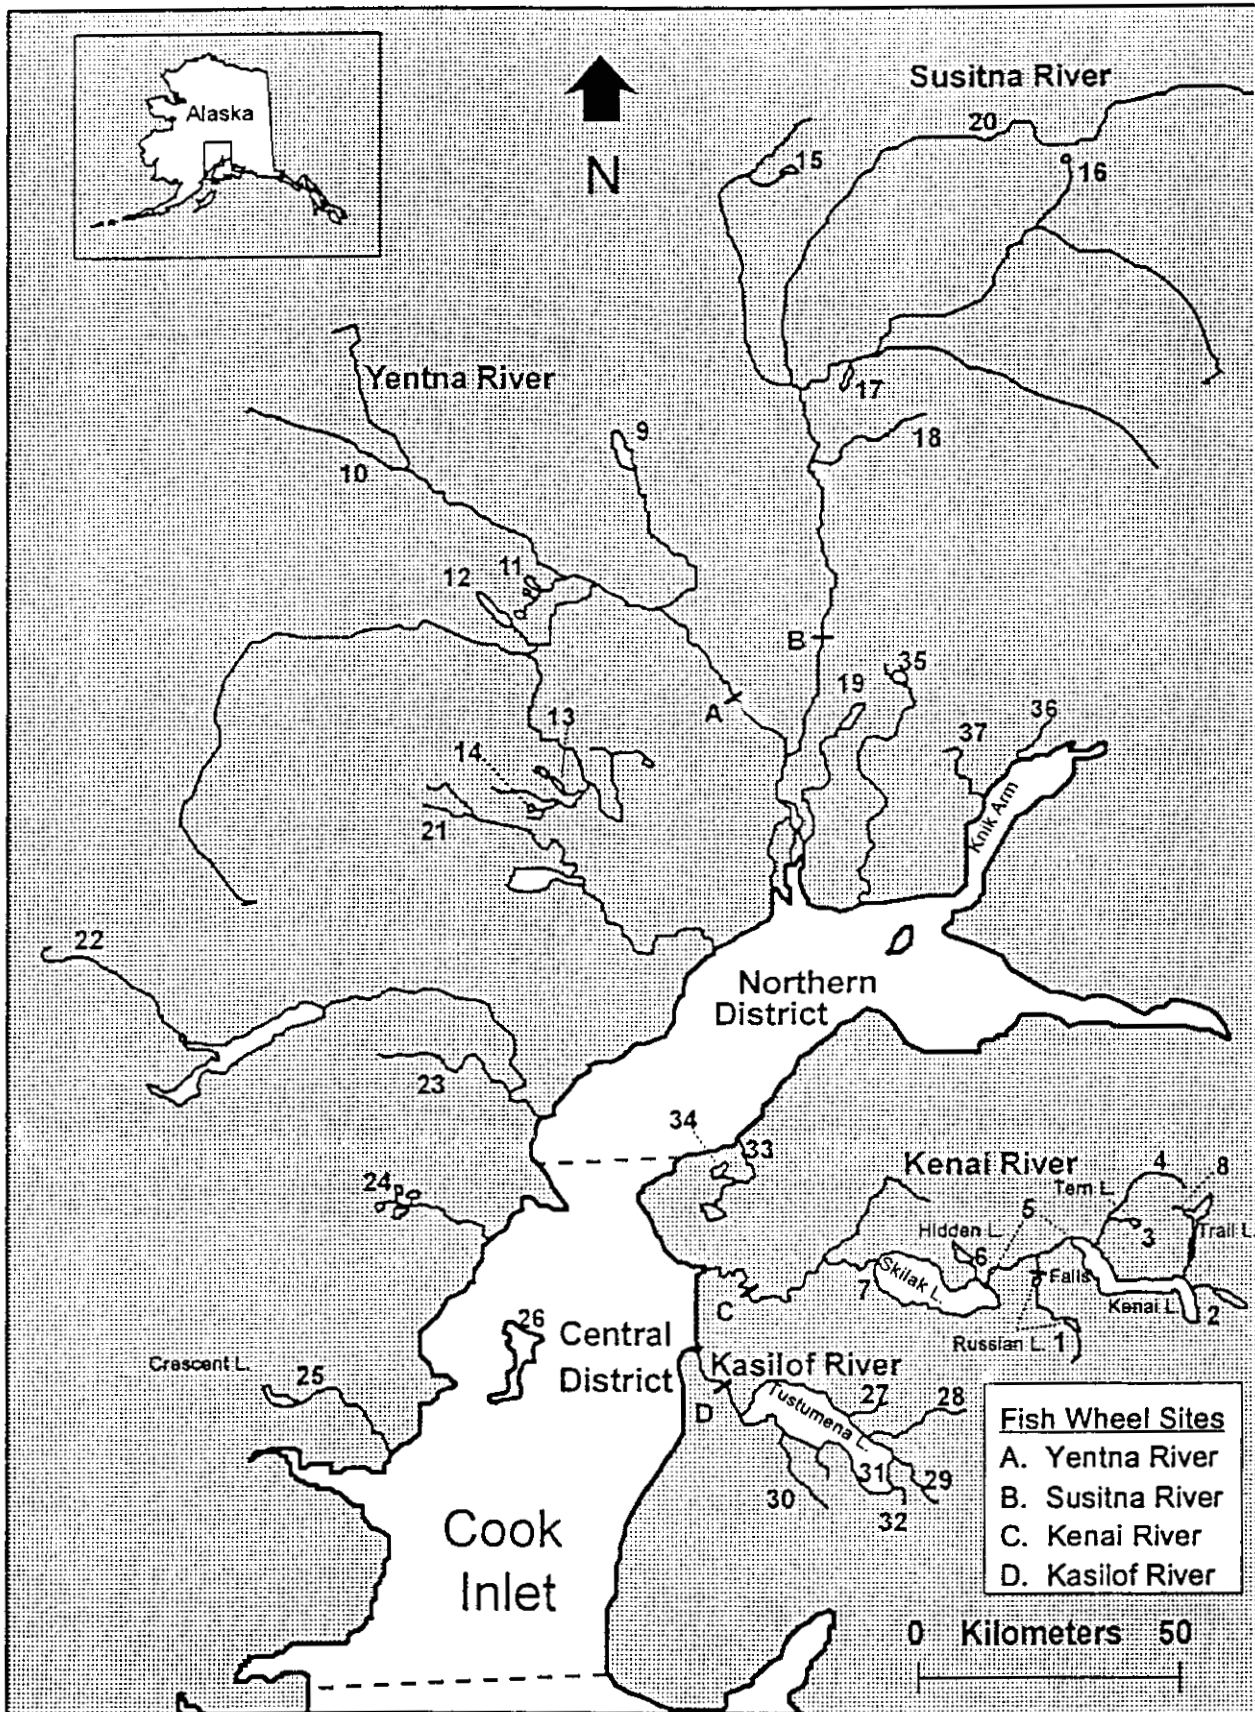 Susitna River
Alaska
20
N
15
16
Yentna River
17
9
18
10
11
12
B
35
19
A
13
36
37
14
Knik Arm
21
22
Northern
District
23
34
33
Kenai River
4
8
24
Tern L.
5
Hidden L.
3
Trail L.
6
Skilak L.
Falls
7
Kenai L.
2
C
26
Central
District
Russian L.
1
Crescent L.
25
Kasilof River
27
28
D
Tustumena L.
Fish Wheel Sites
A. Yentna River
31
29
B. Susitna River
30
32
C. Kenai River
D. Kasilof River
Cook
Inlet
0 Kilometers 50